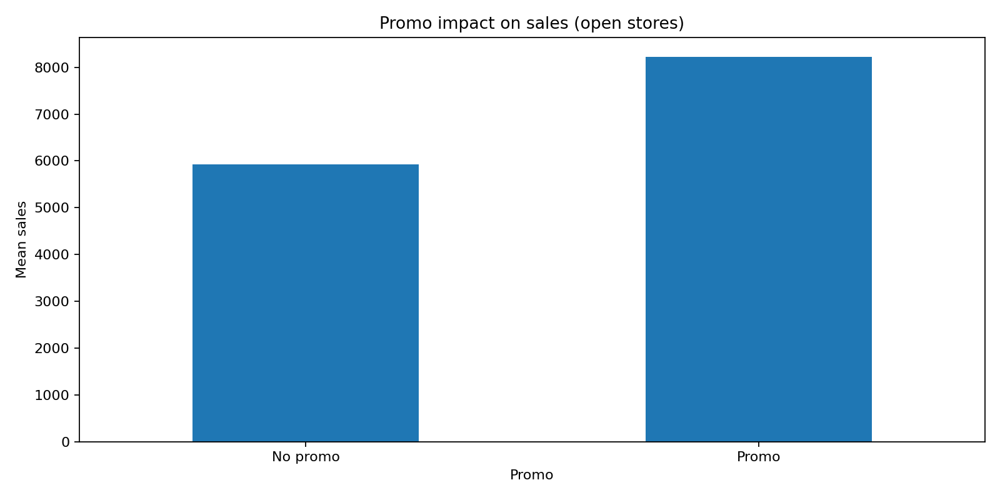 Promo impact on sales (open stores)
Mean sales
8000
7000
6000
5000
4000
3000
2000
1000
0
No promo
Promo
Promo